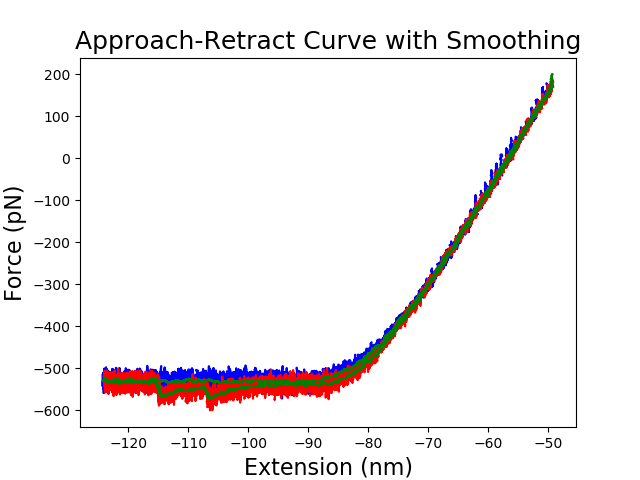 Approach-Retract Curve with Smoothing
200
100
0
−100
−200
−300
−400
−500
−600
Force (pN)
−120 −110 −100 −90 −80 −70 −60 −50
Extension (nm)